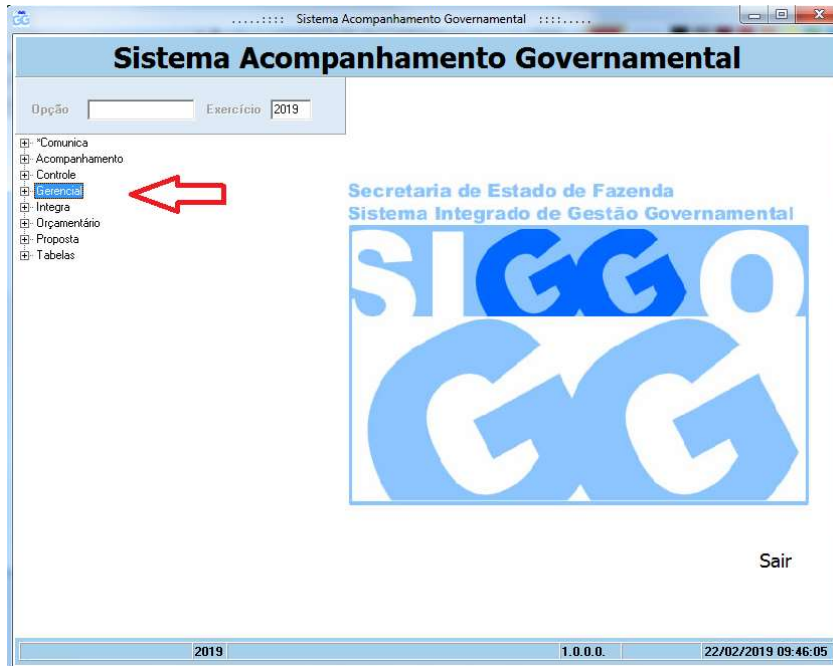 .....:::: Sistema Acompanhamento Governamental ::::.....
Sistema Acompanhamento Governamental
Opção Exercício 2019
*Comunica
Acompanhamento
Controle
Gerencial
Integra
Orçamentário
Proposta
Tabelas
Secretaria de Estado de Fazenda
Sistema Integrado de Gestão Governamental
SIGGO
GG
Sair
2019 1.0.0.0. 22/02/2019 09:46:05